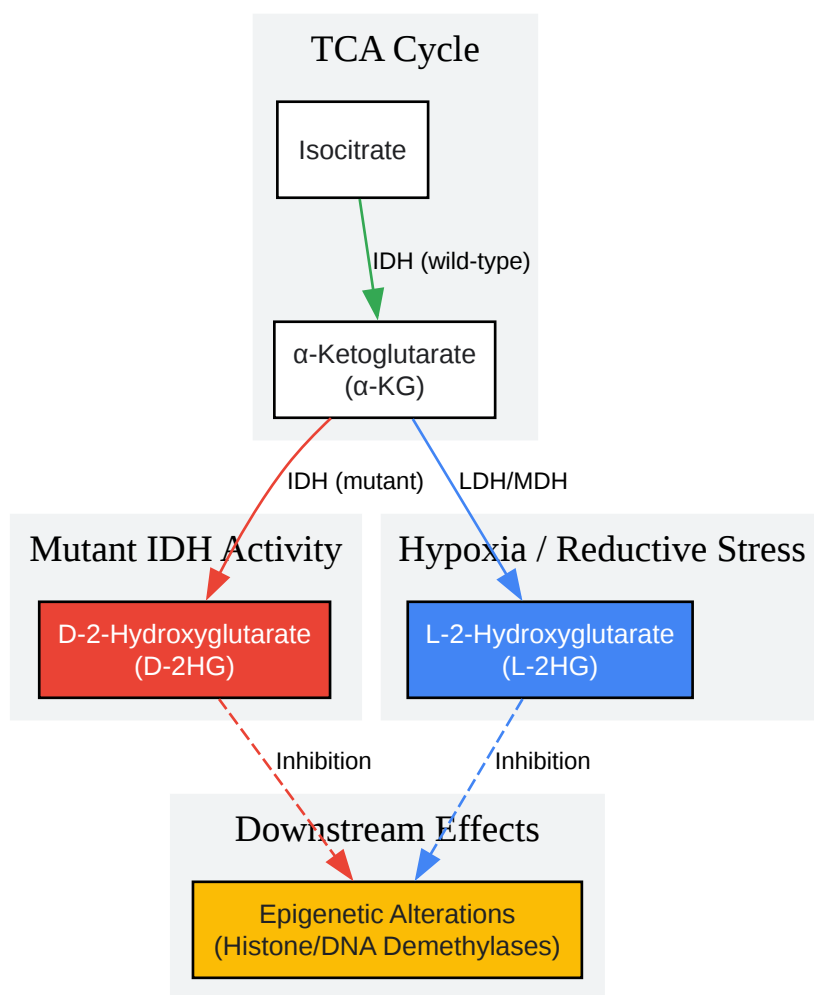 TCA Cycle
Isocitrate
IDH (wild-type)
α-Ketoglutarate
(α-KG)
IDH (mutant)
LDH/MDH
Mutant IDH Activity
Hypoxia / Reductive Stress
D-2-Hydroxyglutarate
(D-2HG)
L-2-Hydroxyglutarate
(L-2HG)
Inhibition
Inhibition
Downstream Effects
Epigenetic Alterations
(Histone/DNA Demethylases)